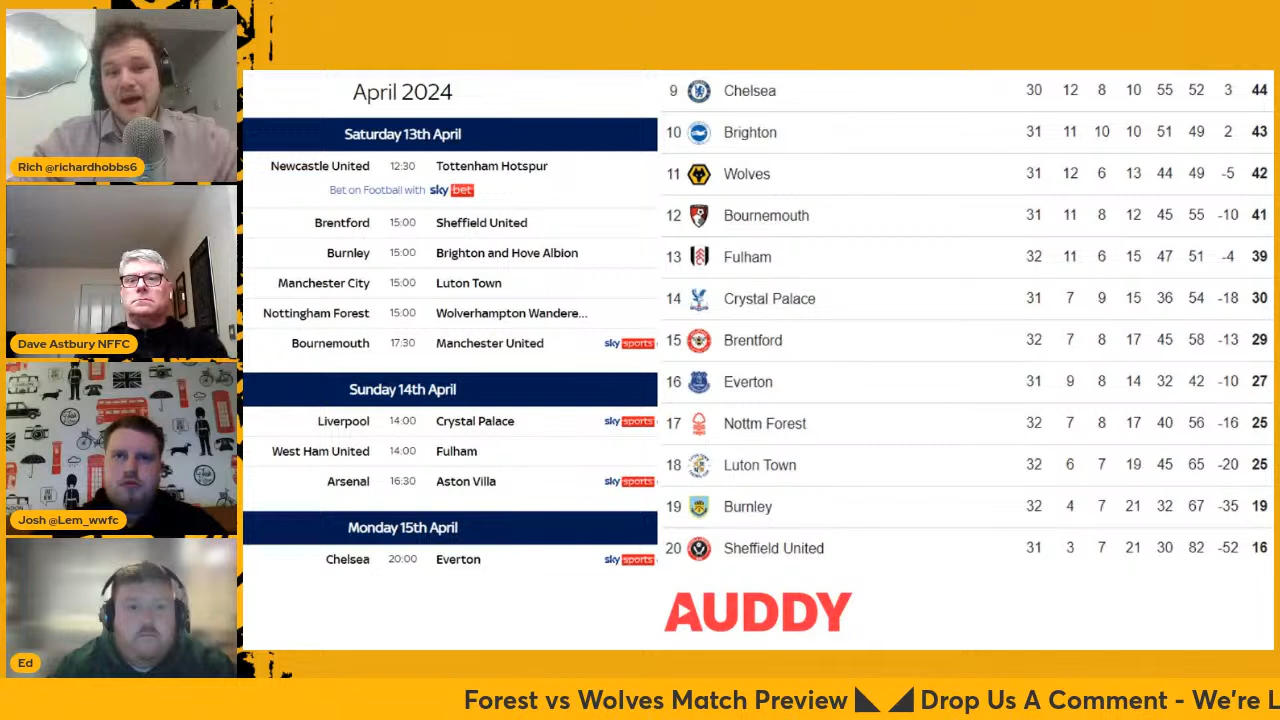 Rich @richardhobbs6
Dave Astbury NFFC
Josh @Lem_wwfc
Ed
April 2024
Saturday 13th April
Newcastle United 12:30 Tottenham Hotspur
Bet on Football with sky bet
Brentford 15:00 Sheffield United
Burnley 15:00 Brighton and Hove Albion
Manchester City 15:00 Luton Town
Nottingham Forest 15:00 Wolverhampton Wandere...
Bournemouth 17:30 Manchester United sky sports
Sunday 14th April
Liverpool 14:00 Crystal Palace sky sports
West Ham United 14:00 Fulham
Arsenal 16:30 Aston Villa sky sports
Monday 15th April
Chelsea 20:00 Everton sky sports
9 Chelsea 30 12 8 10 55 52 3 44
10 Brighton 31 11 10 10 51 49 2 43
11 Wolves 31 12 6 13 44 49 -5 42
12 Bournemouth 31 11 8 12 45 55 -10 41
13 Fulham 32 11 6 15 47 51 -4 39
14 Crystal Palace 31 7 9 15 36 54 -18 30
15 Brentford 32 7 8 17 45 58 -13 29
16 Everton 31 9 8 14 32 42 -10 27
17 Nottm Forest 32 7 8 17 40 56 -16 25
18 Luton Town 32 6 7 19 45 65 -20 25
19 Burnley 32 4 7 21 32 67 -35 19
20 Sheffield United 31 3 7 21 30 82 -52 16
AUDDY
Forest vs Wolves Match Preview Drop Us A Comment - We're L